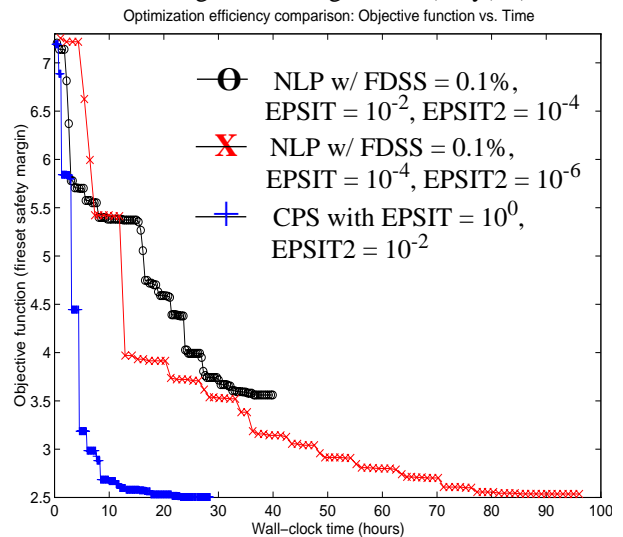 Optimization efficiency comparison: Objective function vs. Time
7
6.5
6
5.5
5
4.5
4
3.5
3
2.5
Objective function (fireset safety margin)
O NLP w/ FDSS = 0.1%,
EPSIT = 10-2, EPSIT2 = 10-4
X NLP w/ FDSS = 0.1%,
EPSIT = 10-4, EPSIT2 = 10-6
+ CPS with EPSIT = 100,
EPSIT2 = 10-2
0 10 20 30 40 50 60 70 80 90 100
Wall−clock time (hours)